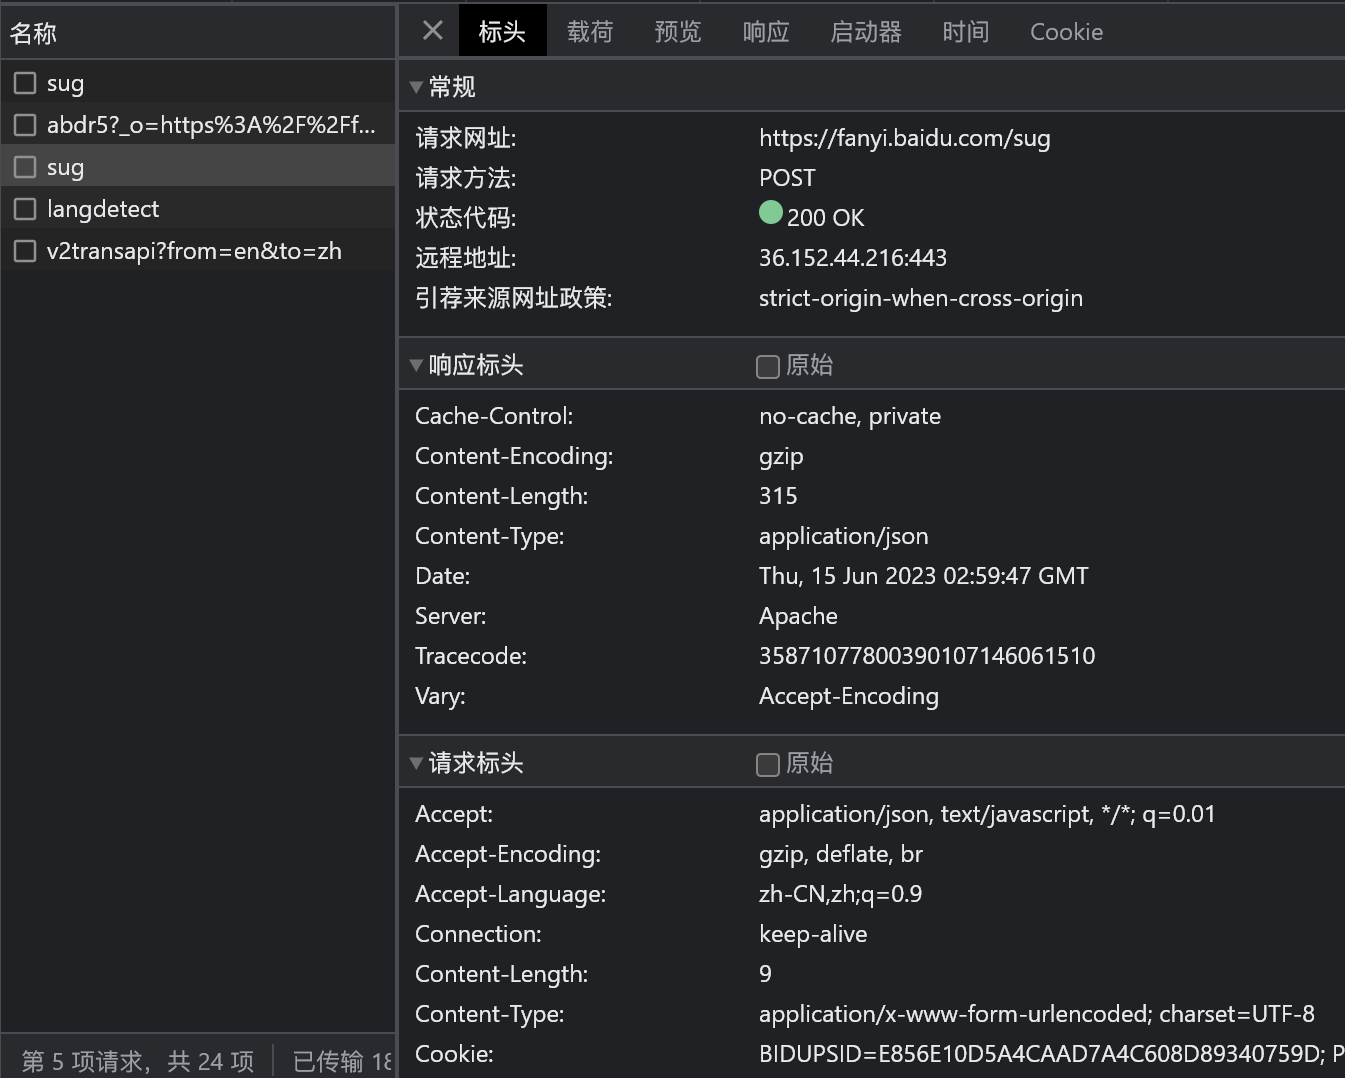 名称
sug
abdr5?_o=https%3A%2F%2Ff...
sug
langdetect
v2transapi?from=en&to=zh
第 5 项请求，共 24 项 已传输 18
标头 载荷 预览 响应 启动器 时间 Cookie
常规
请求网址: https://fanyi.baidu.com/sug
请求方法: POST
状态代码: 200 OK
远程地址: 36.152.44.216:443
引荐来源网址政策: strict-origin-when-cross-origin
响应标头 原始
Cache-Control: no-cache, private
Content-Encoding: gzip
Content-Length: 315
Content-Type: application/json
Date: Thu, 15 Jun 2023 02:59:47 GMT
Server: Apache
Tracecode: 35871077800390107146061510
Vary: Accept-Encoding
请求标头 原始
Accept: application/json, text/javascript, */*; q=0.01
Accept-Encoding: gzip, deflate, br
Accept-Language: zh-CN,zh;q=0.9
Connection: keep-alive
Content-Length: 9
Content-Type: application/x-www-form-urlencoded; charset=UTF-8
Cookie: BIDUPSID=E856E10D5A4CAAD7A4C608D89340759D; P